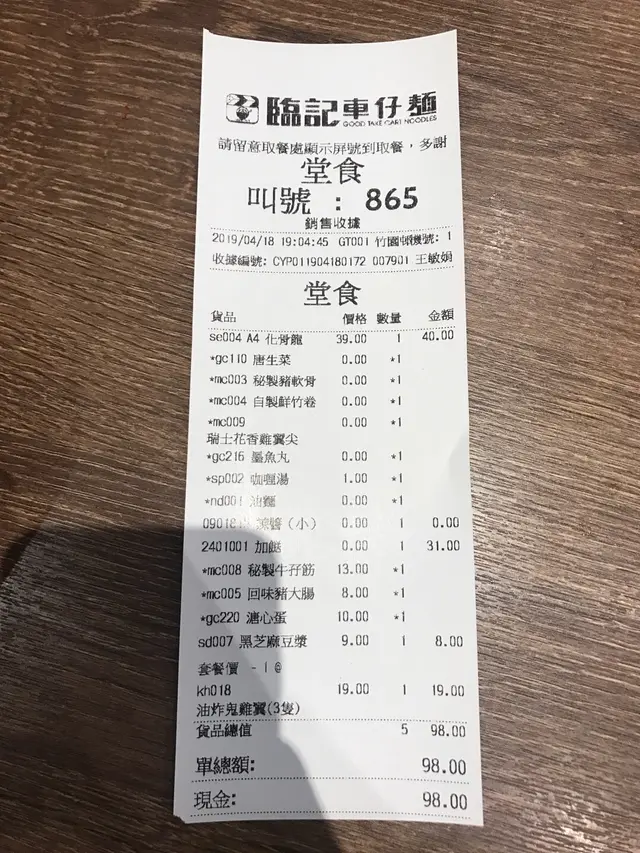 臨記車仔麵
GOOD TAKE CART NOODLES
請留意取餐處顯示屏號到取餐，多謝
堂食
叫號 : 865
銷售收據
2019/04/18 19:04:45 GT001 竹園 機號: 1
收據編號: CYP011904180172 007901 王敏娟
堂食
貨品 價格 數量 金額
se004 A4 化骨龍 39.00 1 40.00
*gc110 唐生菜 0.00 *1
*mc003 秘製豬軟骨 0.00 *1
*mc004 自製鮮竹卷 0.00 *1
*mc009 0.00 *1
瑞士花香雞翼尖
*gc216 墨魚丸 0.00 *1
*sp002 咖喱湯 1.00 *1
*nd001 油麵 0.00 *1
辣醬（小） 0.00 1 0.00
2401001 加餸 0.00 1 31.00
*mc008 秘製牛孖筋 13.00 *1
*mc005 回味豬大腸 8.00 *1
*gc220 溏心蛋 10.00 *1
sd007 黑芝麻豆漿 9.00 1 8.00
套餐價 -1@
kh018 19.00 1 19.00
油炸鬼雞翼(3隻)
貨品總值 5 98.00
單總額: 98.00
現金: 98.00